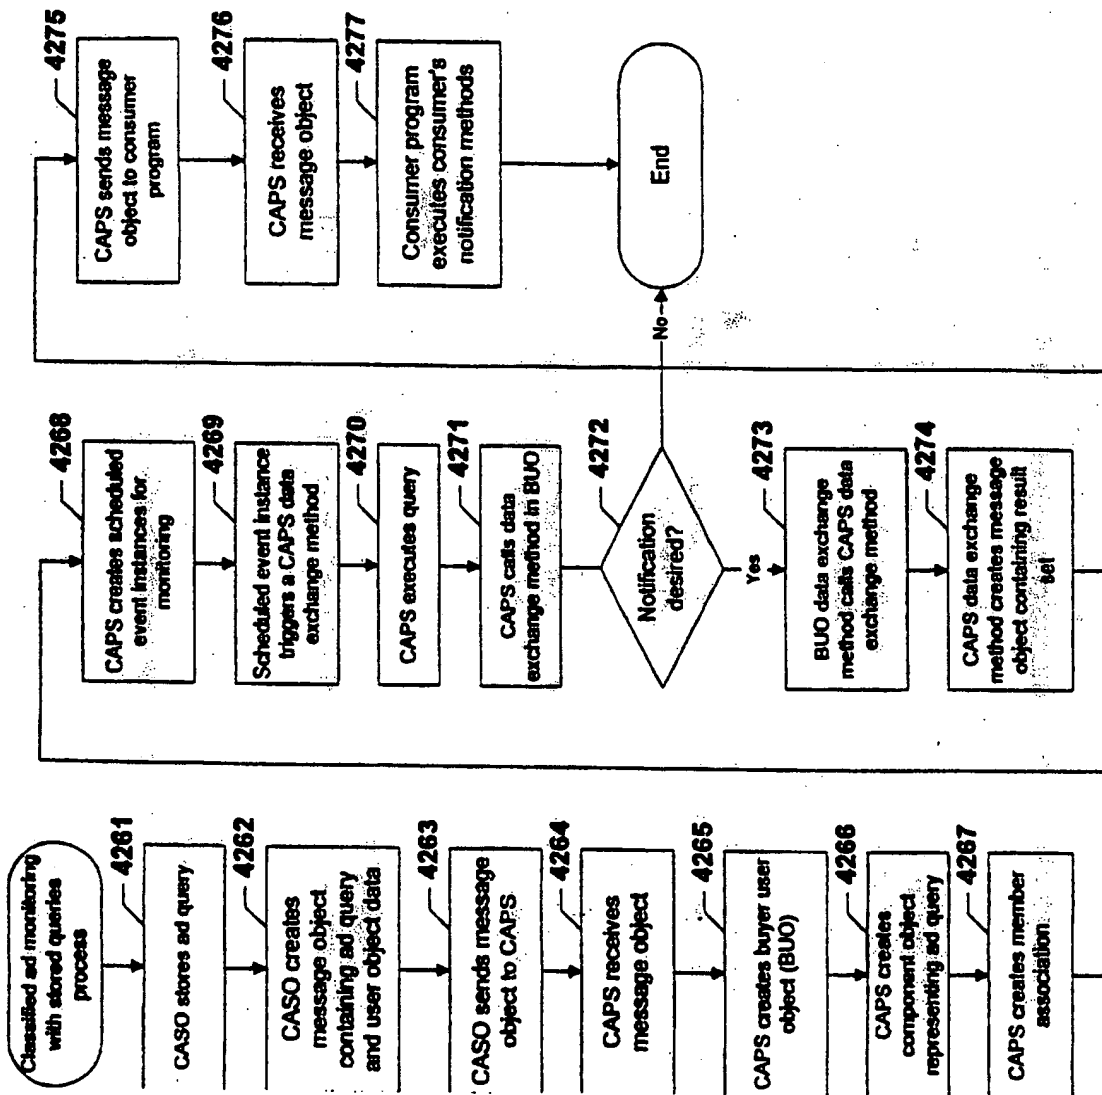 Classified ad monitoring
with stored queries
process
4261
CASO stores ad query
4262
CASO creates
message object
containing ad query
and user object data
4263
CASO sends message
object to CAPS
4264
CAPS receives
message object
4265
CAPS creates buyer user
object (BUO)
4266
CAPS creates
component object
representing ad query
4267
CAPS creates member
association
4268
CAPS creates scheduled
event instances for
monitoring
4269
Scheduled event instance
triggers a CAPS data
exchange method
4270
CAPS executes query
4271
CAPS calls data
exchange method in BUO
4272
Notification
desired?
No
Yes
4273
BUO data exchange
method calls CAPS data
exchange method
4274
CAPS data exchange
method creates message
object containing result
set
4275
CAPS sends message
object to consumer
program
4276
CAPS receives
message object
4277
Consumer program
executes consumer's
notification methods
End